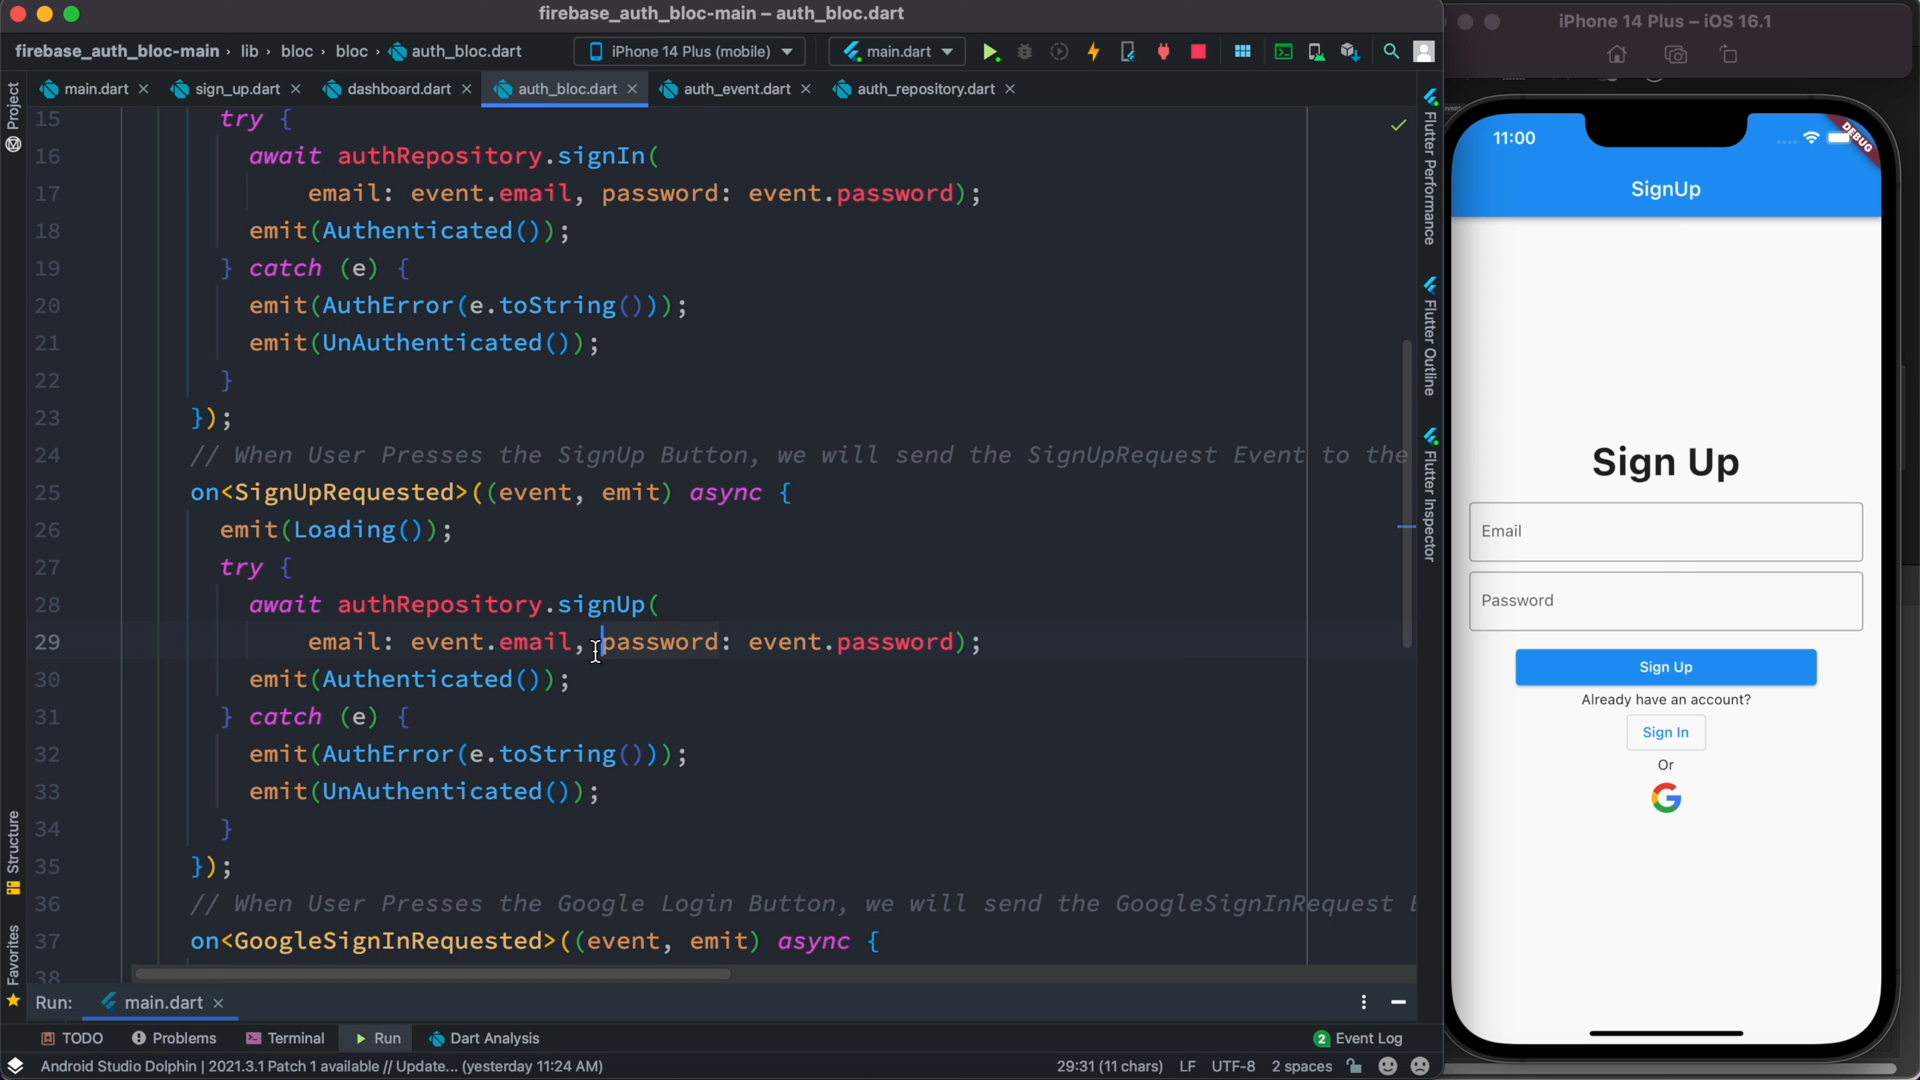 firebase_auth_bloc-main – auth_bloc.dart
firebase_auth_bloc-main › lib › bloc › bloc › auth_bloc.dart
iPhone 14 Plus (mobile)
main.dart
main.dart
sign_up.dart
dashboard.dart
auth_bloc.dart
auth_event.dart
auth_repository.dart
Project
Structure
Favorites
15 try {
16 await authRepository.signIn(
17 email: event.email, password: event.password);
18 emit(Authenticated());
19 } catch (e) {
20 emit(AuthError(e.toString()));
21 emit(UnAuthenticated());
22 }
23 });
24 // When User Presses the SignUp Button, we will send the SignUpRequest Event to the
25 on<SignUpRequested>((event, emit) async {
26 emit(Loading());
27 try {
28 await authRepository.signUp(
29 email: event.email, password: event.password);
30 emit(Authenticated());
31 } catch (e) {
32 emit(AuthError(e.toString()));
33 emit(UnAuthenticated());
34 }
35 });
36 // When User Presses the Google Login Button, we will send the GoogleSignInRequest E
37 on<GoogleSignInRequested>((event, emit) async {
38
Flutter Performance
Flutter Outline
Flutter Inspector
Run: main.dart
TODO
Problems
Terminal
Run
Dart Analysis
2 Event Log
Android Studio Dolphin | 2021.3.1 Patch 1 available // Update... (yesterday 11:24 AM)
29:31 (11 chars) LF UTF-8 2 spaces
iPhone 14 Plus – iOS 16.1
11:00
DEBUG
SignUp
Sign Up
Email
Password
Sign Up
Already have an account?
Sign In
Or